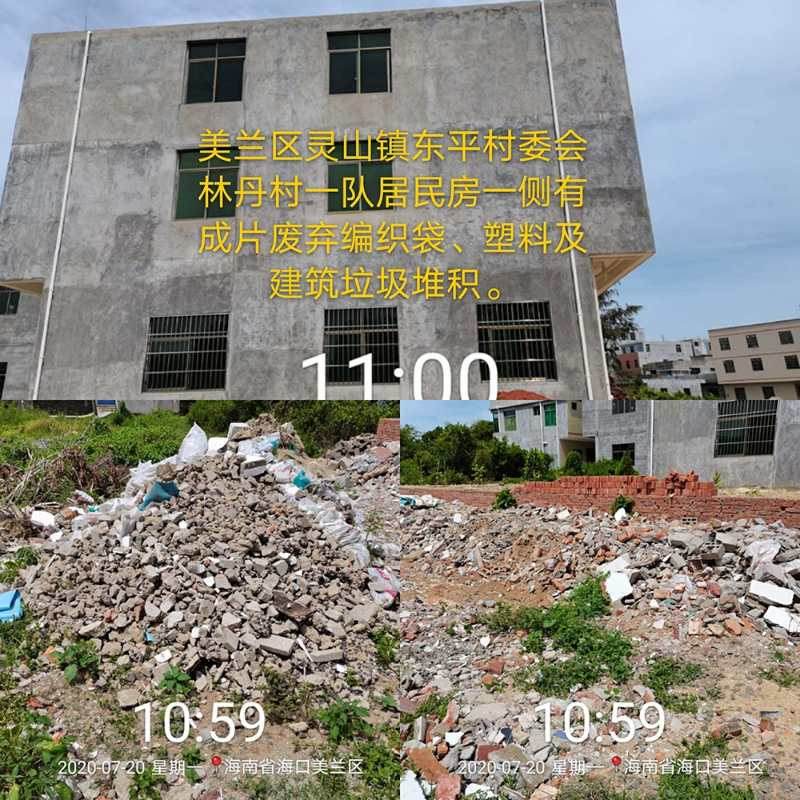 美兰区灵山镇东平村委会
林丹村一队居民房一侧有
成片废弃编织袋、塑料及
建筑垃圾堆积。
11:00
10:59
2020-07-20 星期一 海南省海口美兰区
10:59
2020-07-20 星期一 海南省海口美兰区